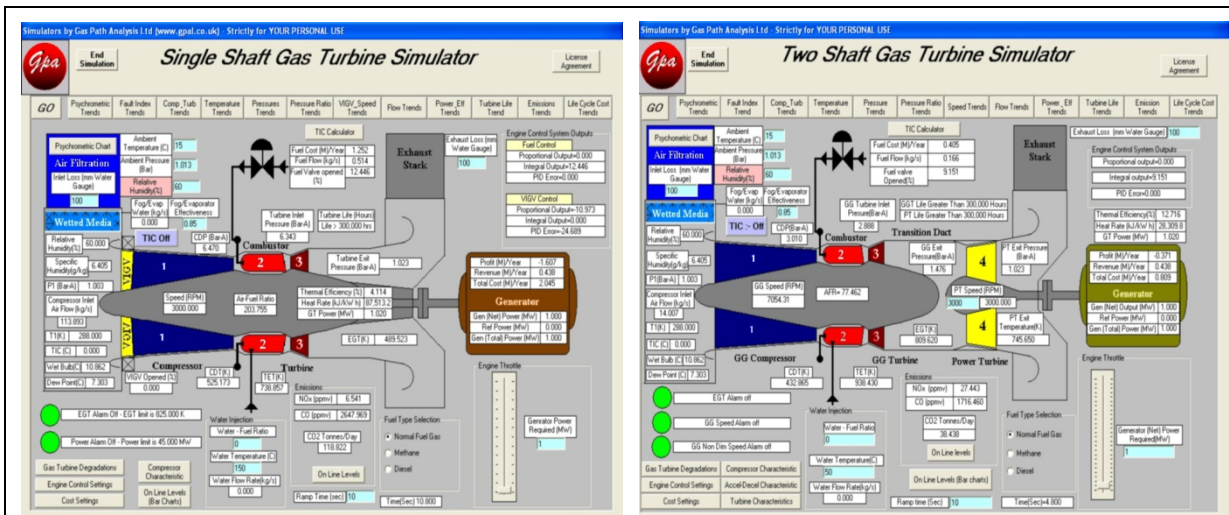 Simulators by Gas Path Analysis Ltd (www.gpal.co.uk) - Strictly for YOUR PERSONAL USE
Gpa
End Simulation
Single Shaft Gas Turbine Simulator
License Agreement
GO
Psychrometric Trends
Fault Index Trends
Comp_Turb Trends
Temperature Trends
Pressures Trends
Pressure Ratio Trends
VIGV_Speed Trends
Flow Trends
Power_Eff Trends
Turbine Life Trends
Emissions Trends
Life Cycle Cost Trends
Psychrometric Chart
Air Filtration
Inlet Loss (mm Water Gauge)
100
Wetted Media
Ambient Temperature (C) 15
Ambient Pressure (Bar) 1.013
Relative Humidity(%) 60
Fog/Evap Water (kg/s) 0.000
Fog/Evaporator Effectiveness 0.85
TIC Off
TIC Calculator
Fuel Cost (M)/Year 1.252
Fuel Flow (kg/s) 0.514
Fuel Valve opened (%) 12.446
Exhaust Stack
Exhaust Loss (mm Water Gauge)
100
Engine Control System Outputs
Fuel Control
Proportional Output=0.000
Integral Output=12.446
PID Error=0.000
VIGV Control
Proportional Output=-10.973
Integral Output=0.000
PID Error=-24.689
Turbine Inlet Pressure (Bar-A) 6.343
Turbine Life (Hours)
Life > 300,000 hrs
CDP (Bar-A) 6.470
Combustor
Turbine Exit Pressure (Bar-A) 1.023
Relative Humidity(%) 60.000
Specific Humidity(g/kg) 6.405
P1(Bar-A) 1.003
Compressor Inlet Air Flow (kg/s)
113.893
T1(K) 288.000
TIC (C) 0.000
Wet Bulb(C) 10.862
Dew Point(C) 7.303
VIGV
VIGV
1
1
2
2
3
3
Speed (RPM) 3000.000
Air-Fuel Ratio 203.755
Thermal Efficiency (%) 4.114
Heat Rate (kJ/kW h) 87,513.2
GT Power (MW) 1.020
Profit (M)/Year -1.607
Revenue (M)/Year 0.438
Total Cost (M)/Year 2.045
Generator
Gen (Net) Power (MW) 1.000
Ref Power (MW) 0.000
Gen (Total) Power (MW) 1.000
EGT(K) 489.523
Compressor
Turbine
VIGV Opened (%) 0.000
CDT(K) 525.173
TET(K) 738.857
EGT Alarm Off - EGT limit is 825.000 K
Power Alarm Off - Power limit is 45.000 MW
Water Injection
Water - Fuel Ratio
0
Water Temperature (C)
150
Water Flow Rate(kg/s)
0.000
Emissions
NOx (ppmv) 6.541
CO (ppmv) 2647.969
CO2 Tonnes/Day
118.822
On Line Levels
Fuel Type Selection
Normal Fuel Gas
Methane
Diesel
Engine Throttle
Genvator Power Required (MW)
1
Gas Turbine Degradations
Engine Control Settings
Cost Settings
Compressor Characteristic
On Line Levels (Bar Charts)
Ramp Time (sec) 10
Time(Sec) 10.800
Simulators by Gas Path Analysis Ltd (www.gpal.co.uk) - Strictly for YOUR PERSONAL USE
Gpa
End Simulation
Two Shaft Gas Turbine Simulator
License Agreement
GO
Psychrometric Trends
Fault Index Trend
Comp_Turb Trends
Temperature Trends
Pressure Trends
Pressure Ratio Trends
Speed Trends
Flow Trends
Power_Eff Trends
Turbine Life Trends
Emission Trends
Life Cycle Cost Trends
Psychrometric Chart
Air Filtration
Inlet Loss (mm Water Gauge)
100
Wetted Media
Ambient Temperature (C) 15
Ambient Pressure (Bar) 1.013
Relative Humidity(%) 60
Fog/Evap Water (kg/s) 0.000
Fog/Evaporator Effectiveness 0.85
TIC :- Off
TIC Calculator
Fuel Cost (M)/Year 0.405
Fuel Flow (kg/s) 0.166
Fuel valve Opened(%) 9.151
Exhaust Stack
Exhaust Loss (mm Water Gauge) 100
Engine Control System Outputs
Proportional output=0.000
Integral output=9.151
PID Error=0.000
GG Turbine Inlet Pressure(Bar-A) 2.888
GGT Life Greater Than 300,000 Hours
PT Life Greater Than 300,000 Hours
CDP(Bar-A) 3.010
Combustor
Transition Duct
GG Exit Pressure (Bar-A) 1.476
PT Exit Pressure (Bar-A) 1.023
Thermal Efficiency(%) 12.716
Heat Rate (kJ/kW h) 28,309.8
GT Power (MW) 1.020
Relative Humidity(%) 60.000
Specific Humidity(g/kg) 6.405
P1(Bar-A) 1.003
Compressor Inlet Air Flow (kg/s)
14.007
T1(K) 288.000
TIC (C) 0.000
Wet Bulb(C) 10.862
Dew Point (C) 7.303
1
1
2
2
3
3
4
4
GG Speed (RPM) 7054.31
AFR= 77.462
PT Speed (RPM)
3000 3000.000
PT Exit Temperature(K) 745.650
Profit (M)/Year -0.371
Revenue (M)/Year 0.438
Total Cost (M)/Year 0.809
Generator
Gen (Net) Output (MW) 1.000
Ref Power (MW) 0.000
Gen (Total) Power (MW) 1.000
EGT(K) 809.620
GG Compressor
GG Turbine
Power Turbine
CDT(K) 432.865
TET(K) 938.430
EGT Alarm off
GG Speed Alarm off
GG Non Dim Speed Alarm off
Water Injection
Water - Fuel Ratio
0
Water Temperature(C)
50
Water Flow Rate(kg/s)
0.000
Emissions
NOx (ppmv) 27.443
CO (ppmv) 1716.460
CO2 Tonnes/Day
38.438
On Line levels
Fuel Type Selection
Normal Fuel Gas
Methane
Diesel
Engine Throttle
Generator (Net) Power Required(MW)
1
Gas Turbine Degradations
Engine Control Settings
Cost Settings
Compressor Characteristic
Accel-Decel Characteristic
Turbine Characteristics
On Line Levels (Bar charts)
Ramp time (Sec) 10
Time(Sec)=4.800